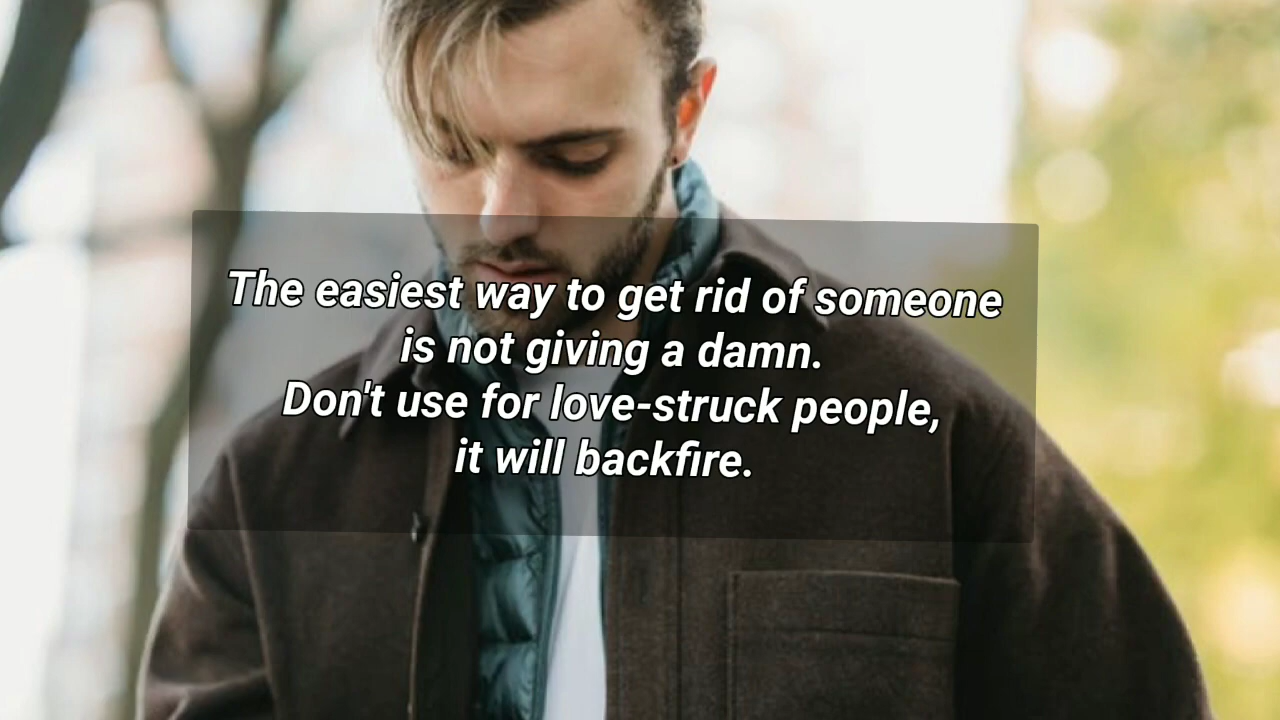 The easiest way to get rid of someone
is not giving a damn.
Don't use for love-struck people,
it will backfire.